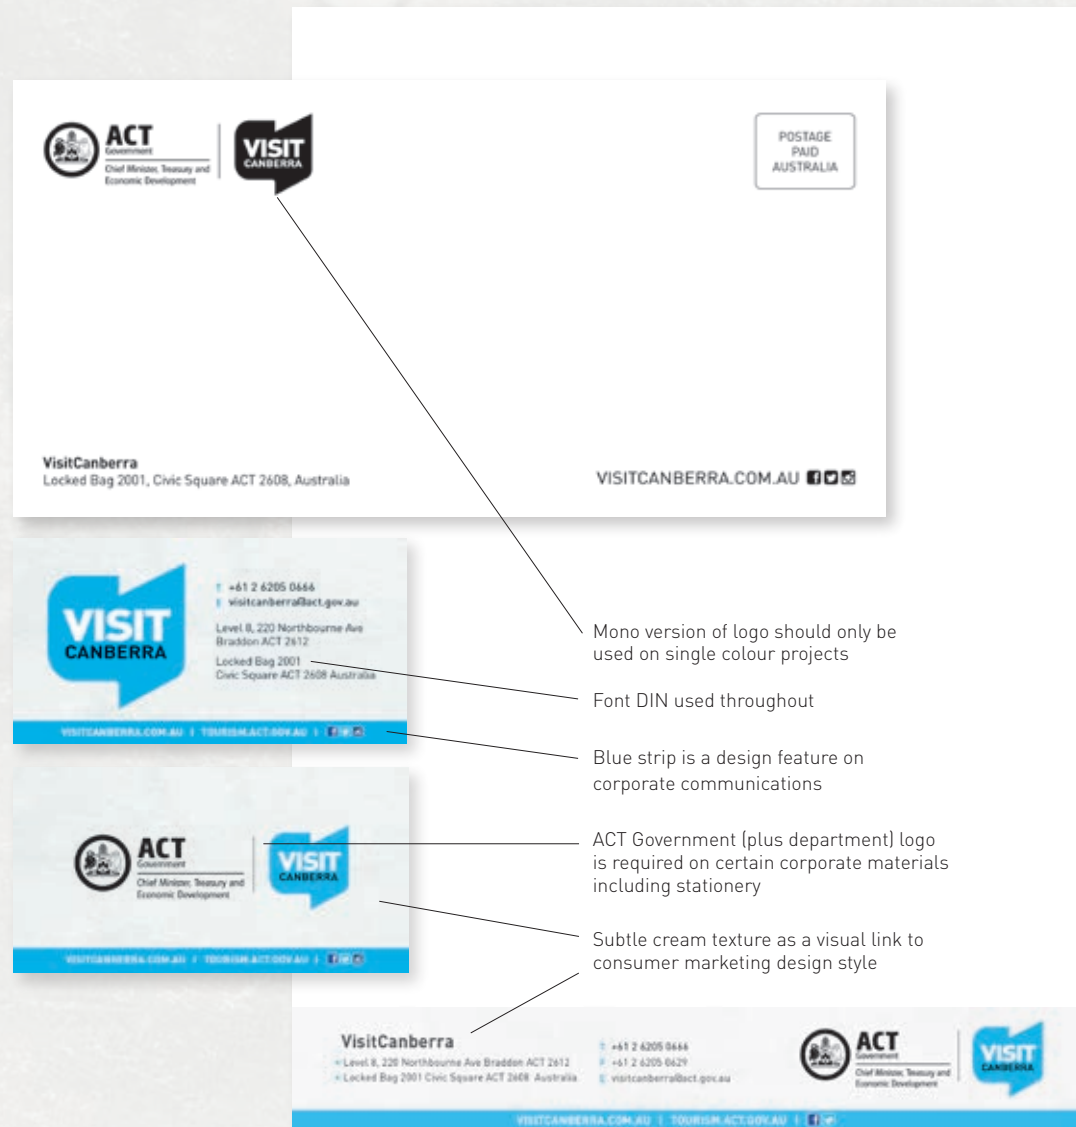 ACT
Government
Chief Minister, Treasury and
Economic Development
VISIT
CANBERRA
POSTAGE
PAID
AUSTRALIA
VisitCanberra
Locked Bag 2001, Civic Square ACT 2608, Australia
VISITCANBERRA.COM.AU
VISIT
CANBERRA
T +61 2 6205 0666
E visitcanberra@act.gov.au
Level 8, 220 Northbourne Ave
Braddon ACT 2612
Locked Bag 2001
Civic Square ACT 2608 Australia
VISITCANBERRA.COM.AU | TOURISM.ACT.GOV.AU |
Mono version of logo should only be
used on single colour projects
Font DIN used throughout
Blue strip is a design feature on
corporate communications
ACT
Government
Chief Minister, Treasury and
Economic Development
VISIT
CANBERRA
VISITCANBERRA.COM.AU | TOURISM.ACT.GOV.AU |
ACT Government (plus department) logo
is required on certain corporate materials
including stationery
Subtle cream texture as a visual link to
consumer marketing design style
VisitCanberra
Level 8, 220 Northbourne Ave Braddon ACT 2612
Locked Bag 2001 Civic Square ACT 2608 Australia
T +61 2 6205 0666
F +61 2 6205 0629
E visitcanberra@act.gov.au
ACT
Government
Chief Minister, Treasury and
Economic Development
VISIT
CANBERRA
VISITCANBERRA.COM.AU | TOURISM.ACT.GOV.AU |